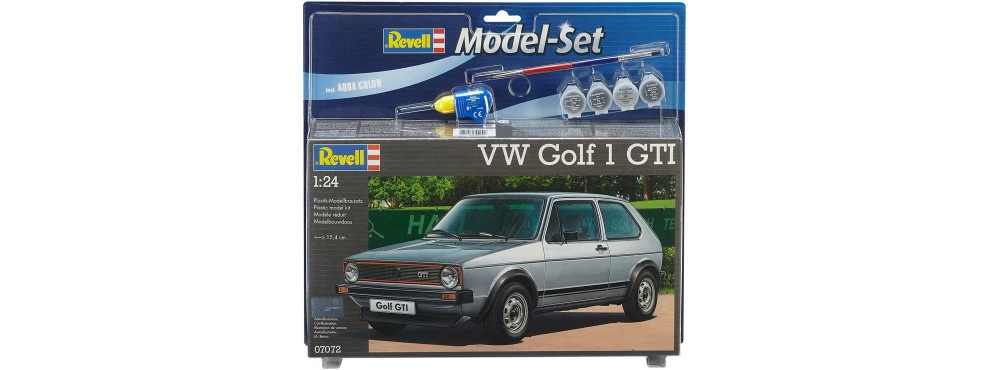 Revell Model-Set
incl. AQUA COLOR
Revell
VW Golf 1 GTI
1:24
Plastik-Modellbausatz
Plastic model kit
Modèle réduit
Modelbouwdoos
<--> 15,4 cm
GTI
Golf GTI
07072